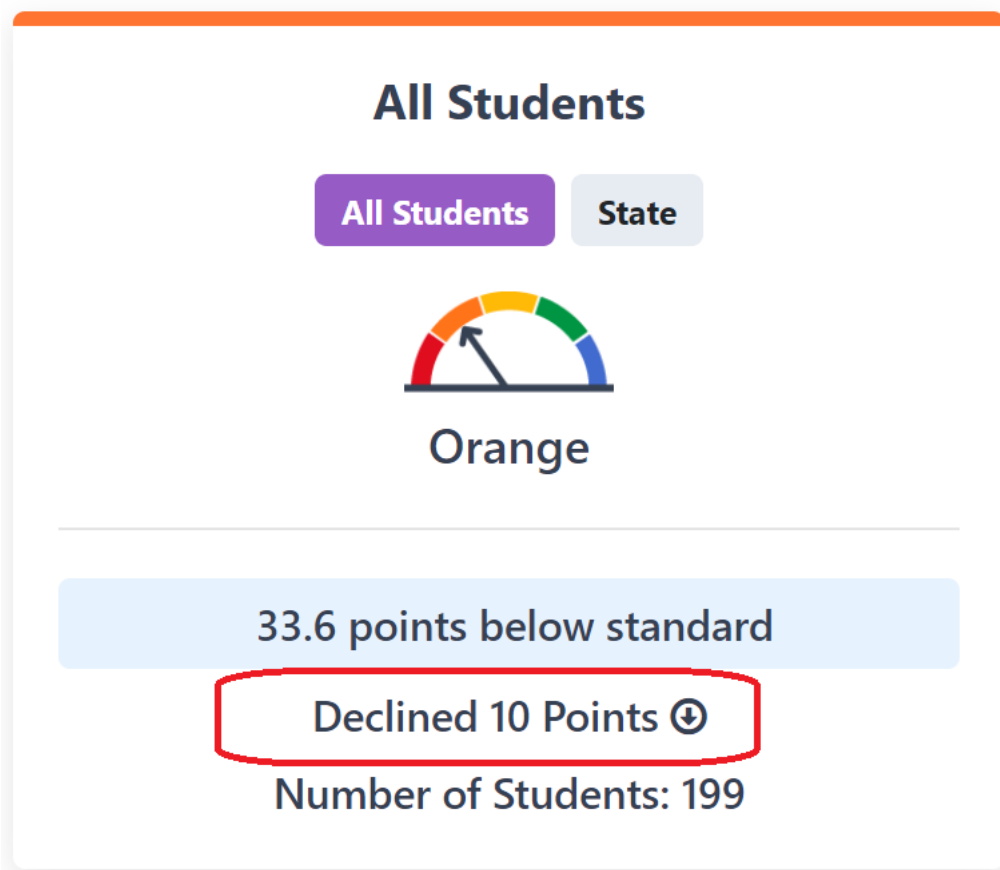 All Students
All Students State
Orange
33.6 points below standard
Declined 10 Points
Number of Students: 199